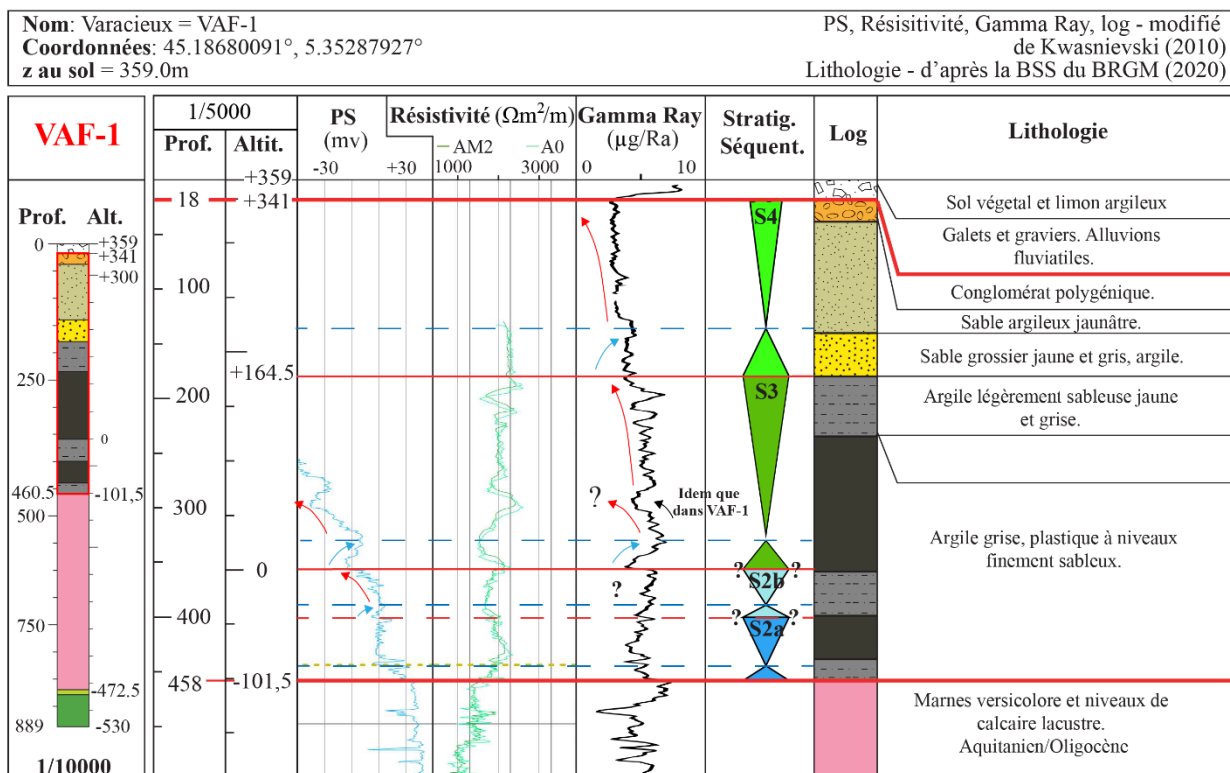 Nom: Varacieux = VAF-1
Coordonnées: 45.18680091°, 5.35287927°
z au sol = 359.0m
PS, Résisitivité, Gamma Ray, log - modifié
de Kwasnievski (2010)
Lithologie - d'après la BSS du BRGM (2020)
VAF-1
Prof. Alt.
0
+359
+341
+300
250
0
460.5
-101,5
500
750
-472.5
889
-530
1/10000
1/5000
Prof. Altit.
+359
18
+341
100
+164.5
200
300
0
400
458
-101,5
PS
(mv)
-30 +30
Résistivité (Ωm²/m)
AM2 A0
1000 3000
Gamma Ray
(µg/Ra)
0 10
?
Idem que
dans VAF-1
?
Stratig.
Séquent.
S4
S3
? ?
S2b
? ?
S2a
Log
Lithologie
Sol végetal et limon argileux
Galets et graviers. Alluvions
fluviatiles.
Conglomérat polygénique.
Sable argileux jaunâtre.
Sable grossier jaune et gris, argile.
Argile légèrement sableuse jaune
et grise.
Argile grise, plastique à niveaux
finement sableux.
Marnes versicolore et niveaux de
calcaire lacustre.
Aquitanien/Oligocène